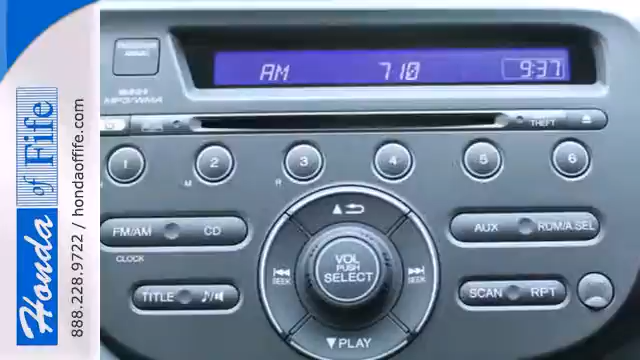 Honda of Fife
888.228.9722 / hondaoffife.com
AM 710 9:37
MP3/WMA
THEFT
1 2 3 4 5 6
M R
FM/AM CD
AUX RDM/A.SEL
CLOCK
VOL
PUSH
SELECT
SEEK SEEK
TITLE
SCAN RPT
▼PLAY